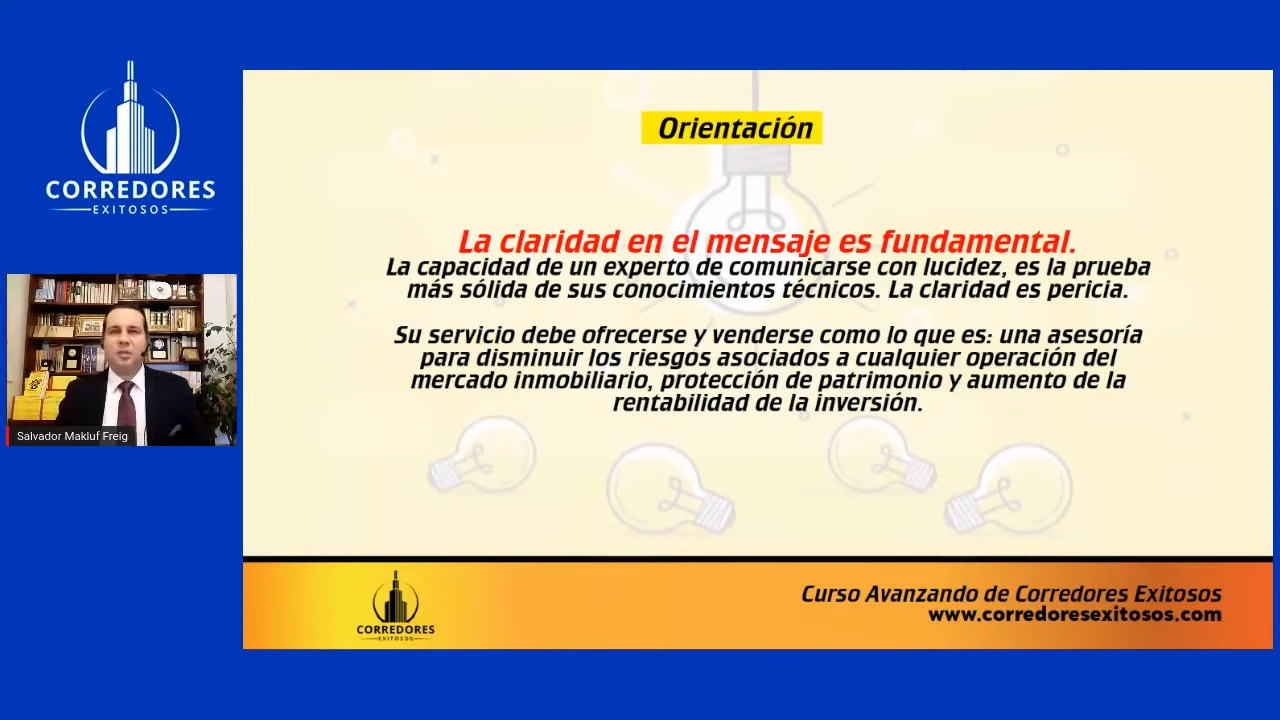 CORREDORES
EXITOSOS
Salvador Makluf Freig
Orientación
La claridad en el mensaje es fundamental.
La capacidad de un experto de comunicarse con lucidez, es la prueba
más sólida de sus conocimientos técnicos. La claridad es pericia.
Su servicio debe ofrecerse y venderse como lo que es: una asesoría
para disminuir los riesgos asociados a cualquier operación del
mercado inmobiliario, protección de patrimonio y aumento de la
rentabilidad de la inversión.
CORREDORES
EXITOSOS
Curso Avanzando de Corredores Exitosos
www.corredoresexitosos.com